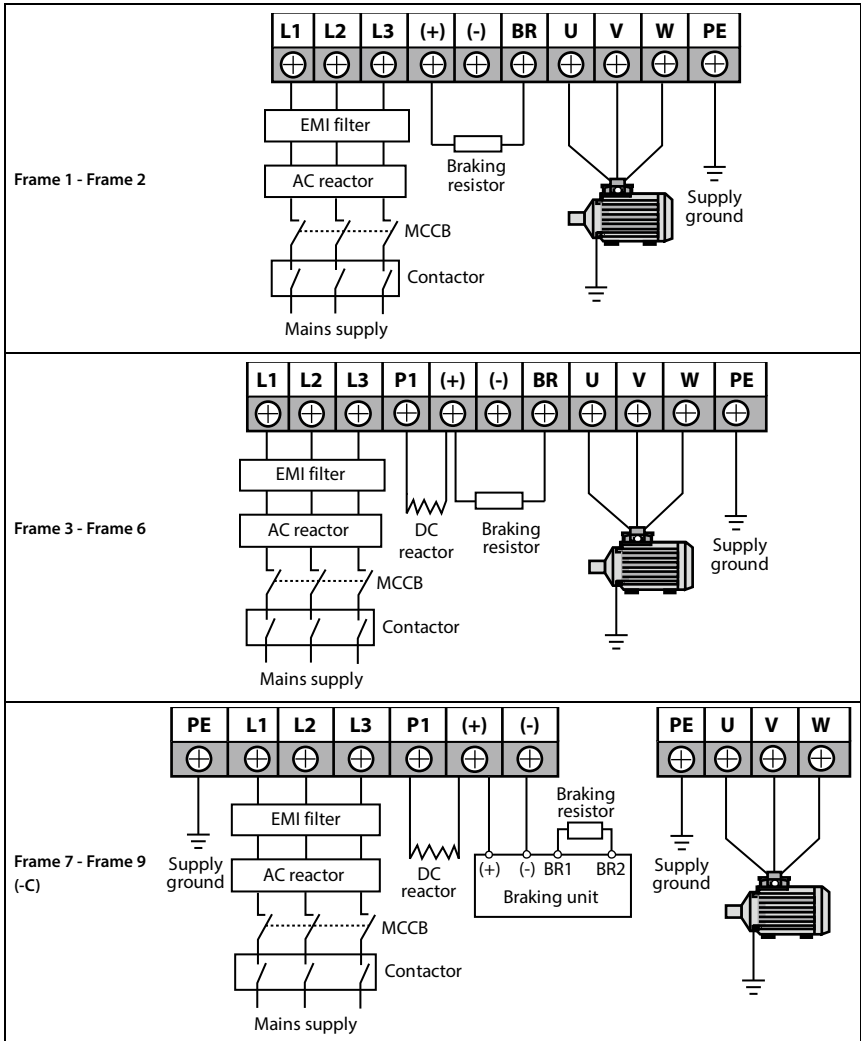 L1 L2 L3 (+) (-) BR U V W PE
EMI filter
AC reactor
MCCB
Contactor
Mains supply
Braking
resistor
Supply
ground
Frame 1 - Frame 2
L1 L2 L3 P1 (+) (-) BR U V W PE
EMI filter
AC reactor
MCCB
Contactor
Mains supply
DC
reactor
Braking
resistor
Supply
ground
Frame 3 - Frame 6
PE L1 L2 L3 P1 (+) (-)
PE U V W
Supply
ground
EMI filter
AC reactor
MCCB
Contactor
Mains supply
DC
reactor
Braking
resistor
(+) (-) BR1 BR2
Braking unit
Supply
ground
Frame 7 - Frame 9
(-C)